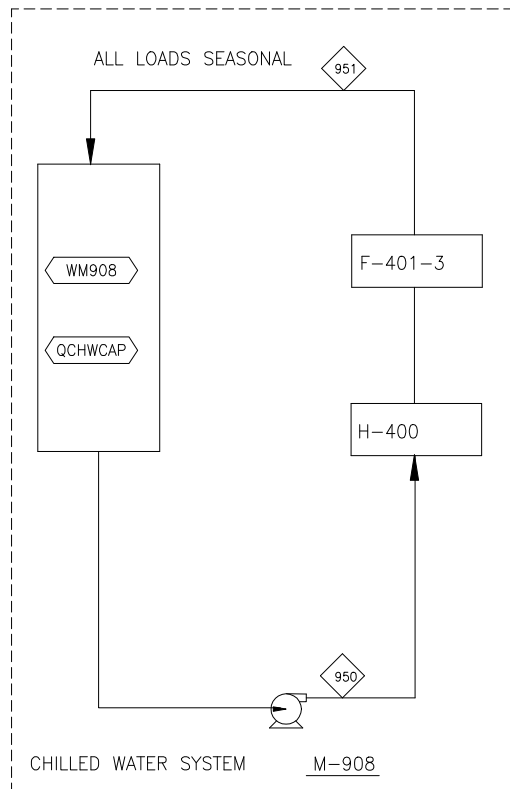 ALL LOADS SEASONAL
951
WM908
F-401-3
QCHWCAP
H-400
950
CHILLED WATER SYSTEM M-908